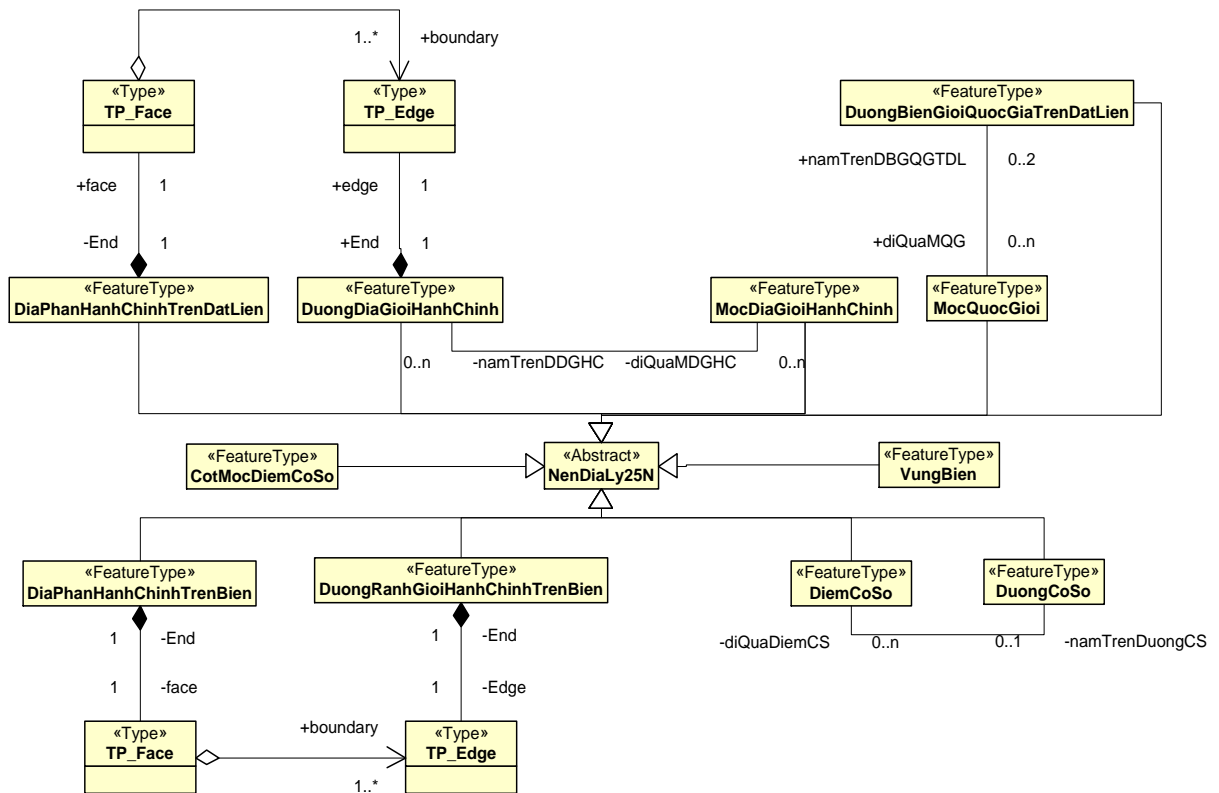 1..* +boundary
«Type»
TP_Face
«Type»
TP_Edge
«FeatureType»
DuongBienGioiQuocGiaTrenDatLien
+namTrenDBGQGTDL 0..2
+face 1
+edge 1
-End 1
+End 1
+diQuaMQG 0..n
«FeatureType»
DiaPhanHanhChinhTrenDatLien
«FeatureType»
DuongDiaGioiHanhChinh
«FeatureType»
MocDiaGioiHanhChinh
«FeatureType»
MocQuocGioi
0..n -namTrenDDGHC -diQuaMDGHC 0..n
«FeatureType»
CotMocDiemCoSo
«Abstract»
NenDiaLy25N
«FeatureType»
VungBien
«FeatureType»
DiaPhanHanhChinhTrenBien
«FeatureType»
DuongRanhGioiHanhChinhTrenBien
«FeatureType»
DiemCoSo
«FeatureType»
DuongCoSo
1 -End
1 -End
-diQuaDiemCS 0..n 0..1 -namTrenDuongCS
1 -face
1 -Edge
«Type»
TP_Face
+boundary
1..*
«Type»
TP_Edge